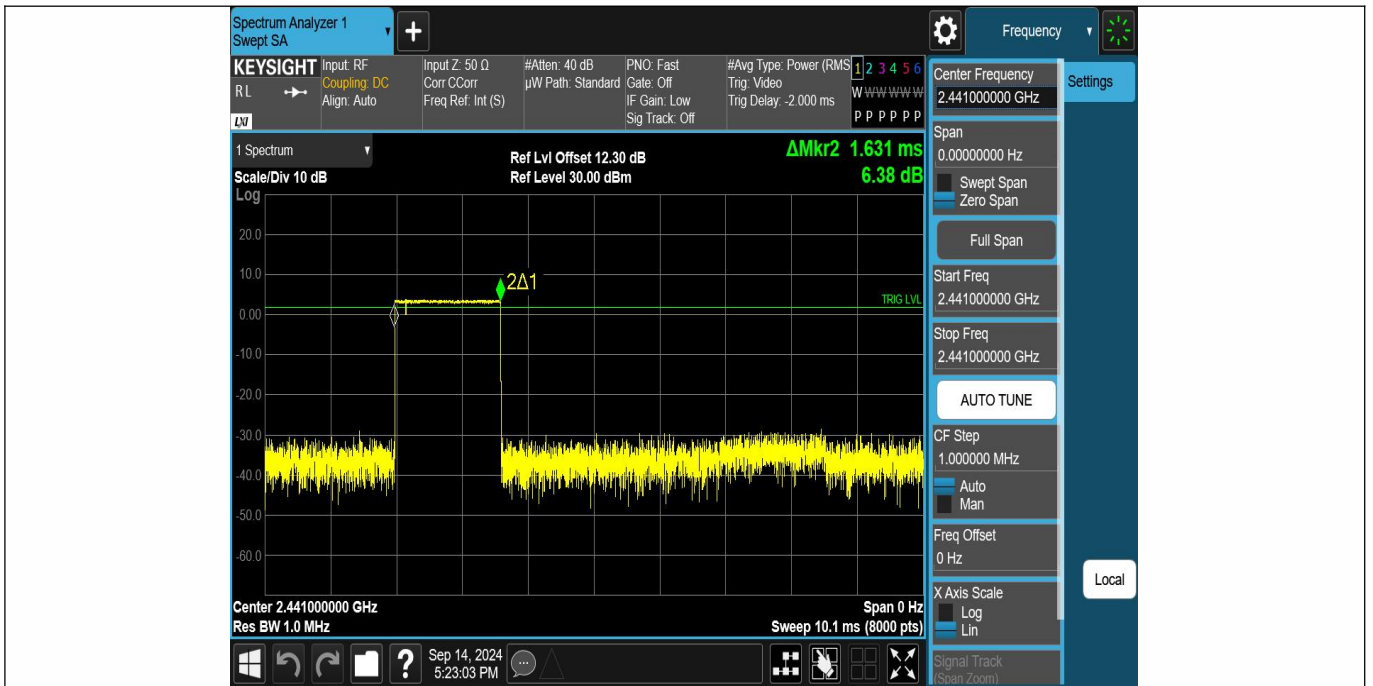 Spectrum Analyzer 1
Swept SA
Frequency
KEYSIGHT
RL
LXI
Input: RF
Coupling: DC
Align: Auto
Input Z: 50 Ω
Corr CCorr
Freq Ref: Int (S)
#Atten: 40 dB
µW Path: Standard
PNO: Fast
Gate: Off
IF Gain: Low
Sig Track: Off
#Avg Type: Power (RMS
Trig: Video
Trig Delay: -2.000 ms
1 2 3 4 5 6
W W W W W W
P P P P P P
1 Spectrum
Scale/Div 10 dB
Ref Lvl Offset 12.30 dB
Ref Level 30.00 dBm
ΔMkr2 1.631 ms
6.38 dB
Log
20.0
10.0
2Δ1
TRIG LVL
0.00
-10.0
-20.0
-30.0
-40.0
-50.0
-60.0
Center 2.441000000 GHz
Res BW 1.0 MHz
Span 0 Hz
Sweep 10.1 ms (8000 pts)
Center Frequency
2.441000000 GHz
Settings
Span
0.00000000 Hz
Swept Span
Zero Span
Full Span
Start Freq
2.441000000 GHz
Stop Freq
2.441000000 GHz
AUTO TUNE
CF Step
1.000000 MHz
Auto
Man
Freq Offset
0 Hz
X Axis Scale
Log
Lin
Signal Track
(Span Zoom)
Local
?
Sep 14, 2024
5:23:03 PM